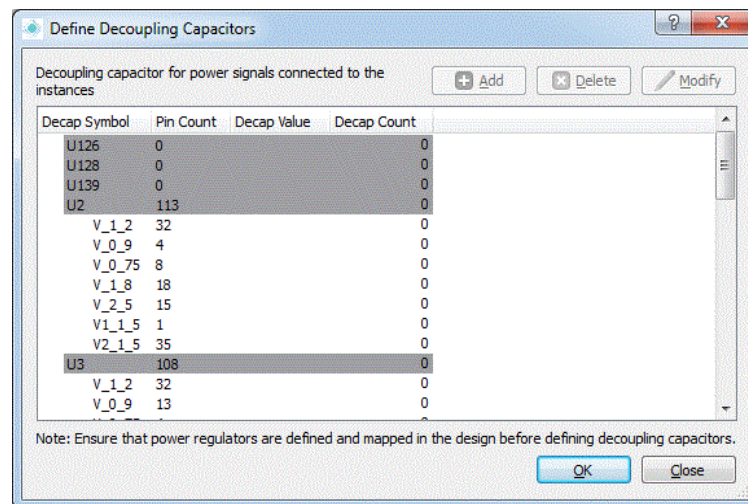 Define Decoupling Capacitors
Decoupling capacitor for power signals connected to the
instances
Add Delete Modify
Decap Symbol Pin Count Decap Value Decap Count
U126 0 0
U128 0 0
U139 0 0
U2 113 0
V_1_2 32 0
V_0_9 4 0
V_0_75 8 0
V_1_8 18 0
V_2_5 15 0
V1_1_5 1 0
V2_1_5 35 0
U3 108 0
V_1_2 32 0
V_0_9 13 0
Note: Ensure that power regulators are defined and mapped in the design before defining decoupling capacitors.
OK Close